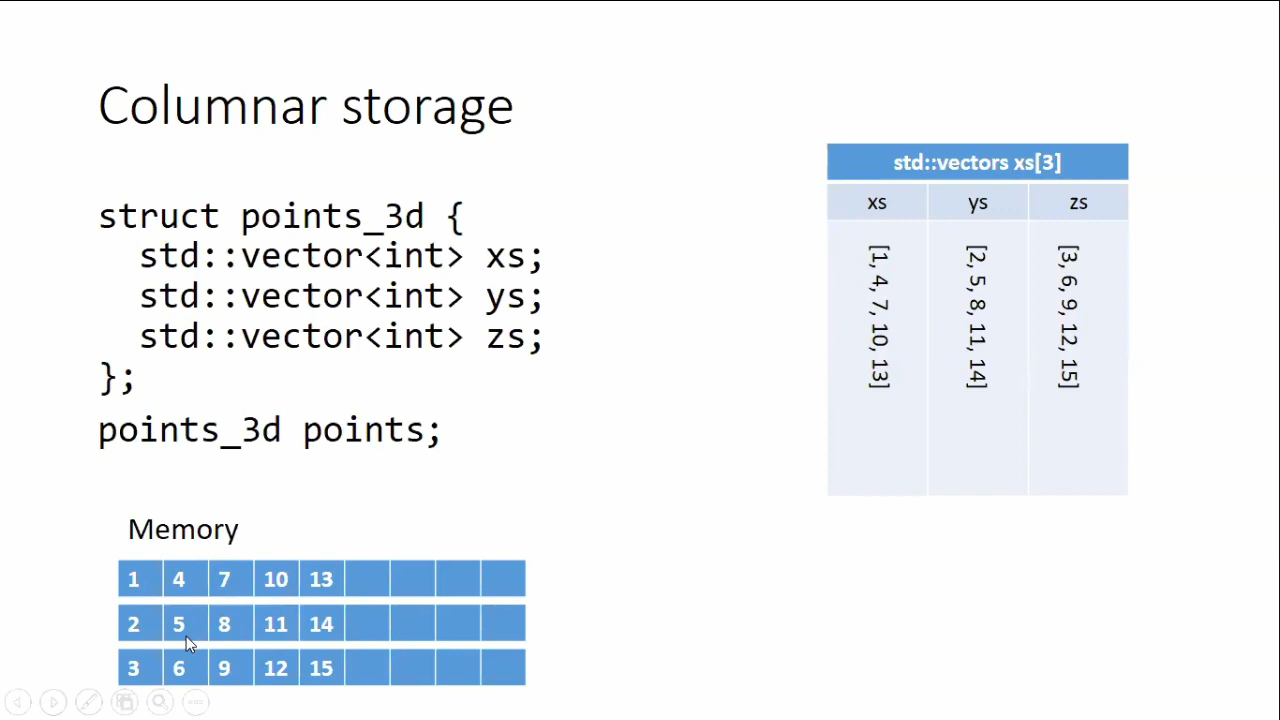 Columnar storage
struct points_3d {
  std::vector<int> xs;
  std::vector<int> ys;
  std::vector<int> zs;
};
points_3d points;
std::vectors xs[3]
xs ys zs
[1, 4, 7, 10, 13]
[2, 5, 8, 11, 14]
[3, 6, 9, 12, 15]
Memory
1 4 7 10 13
2 5 8 11 14
3 6 9 12 15